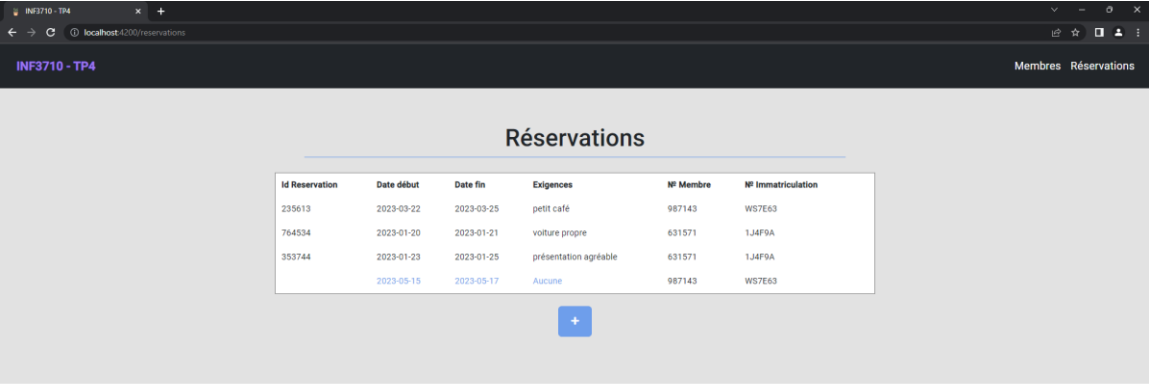 INF3710 - TP4
localhost:4200/reservations
INF3710 - TP4 Membres Réservations
Réservations
Id Reservation Date début Date fin Exigences Nº Membre Nº Immatriculation
235613 2023-03-22 2023-03-25 petit café 987143 WS7E63
764534 2023-01-20 2023-01-21 voiture propre 631571 1J4F9A
353744 2023-01-23 2023-01-25 présentation agréable 631571 1J4F9A
2023-05-15 2023-05-17 Aucune 987143 WS7E63
+